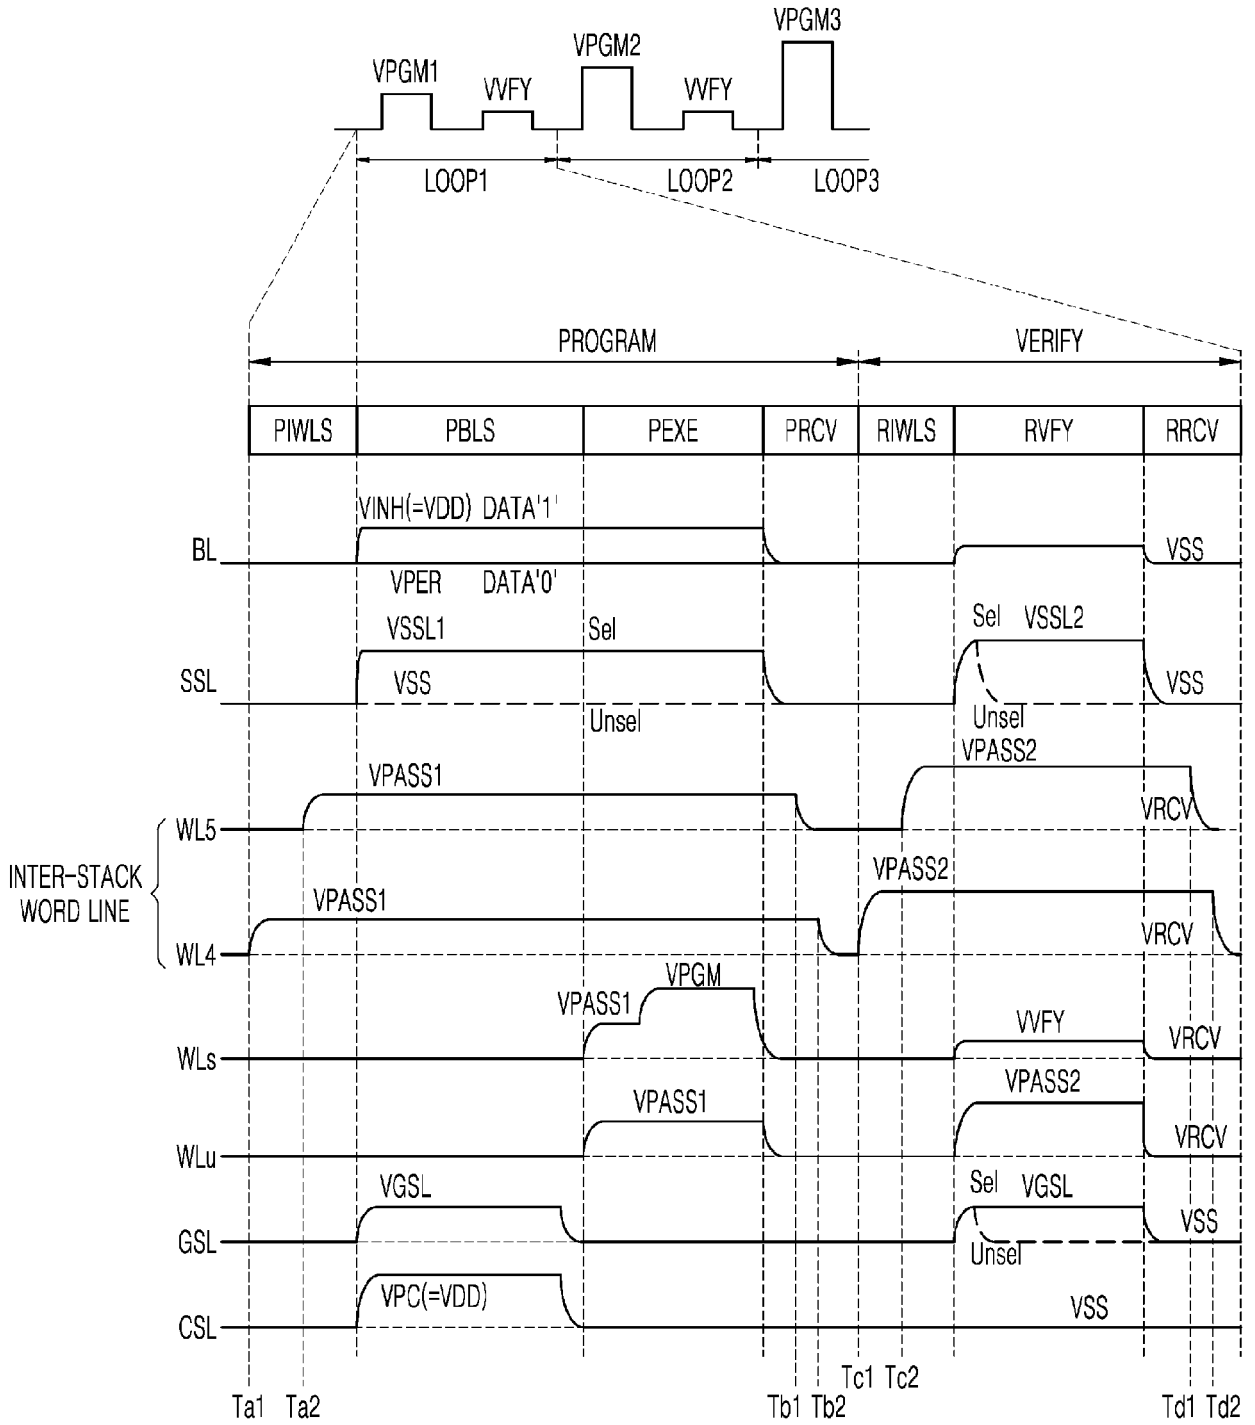 VPGM3
VPGM2
VPGM1
VVFY
VVFY
LOOP1
LOOP2
LOOP3
PROGRAM
VERIFY
PIWLS
PBLS
PEXE
PRCV
RIWLS
RVFY
RRCV
VINH(=VDD) DATA'1'
BL
VSS
VPER DATA'0'
VSSL1
Sel
Sel VSSL2
SSL
VSS
VSS
Unsel
Unsel
VPASS2
VPASS1
VRCV
WL5
INTER-STACK
WORD LINE
VPASS2
VPASS1
VRCV
WL4
VPGM
VPASS1
VVFY
VRCV
WLs
VPASS2
VPASS1
VRCV
WLu
VGSL
Sel VGSL
VSS
GSL
Unsel
VPC(=VDD)
VSS
CSL
Tc1 Tc2
Ta1 Ta2
Tb1 Tb2
Td1 Td2